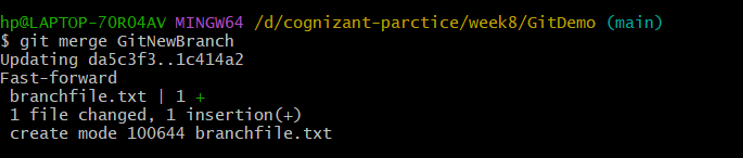 hp@LAPTOP-7ORO4AV MINGW64 /d/cognizant-parctice/week8/GitDemo (main)
$ git merge GitNewBranch
Updating da5c3f3..1c414a2
Fast-forward
 branchfile.txt | 1 +
 1 file changed, 1 insertion(+)
 create mode 100644 branchfile.txt